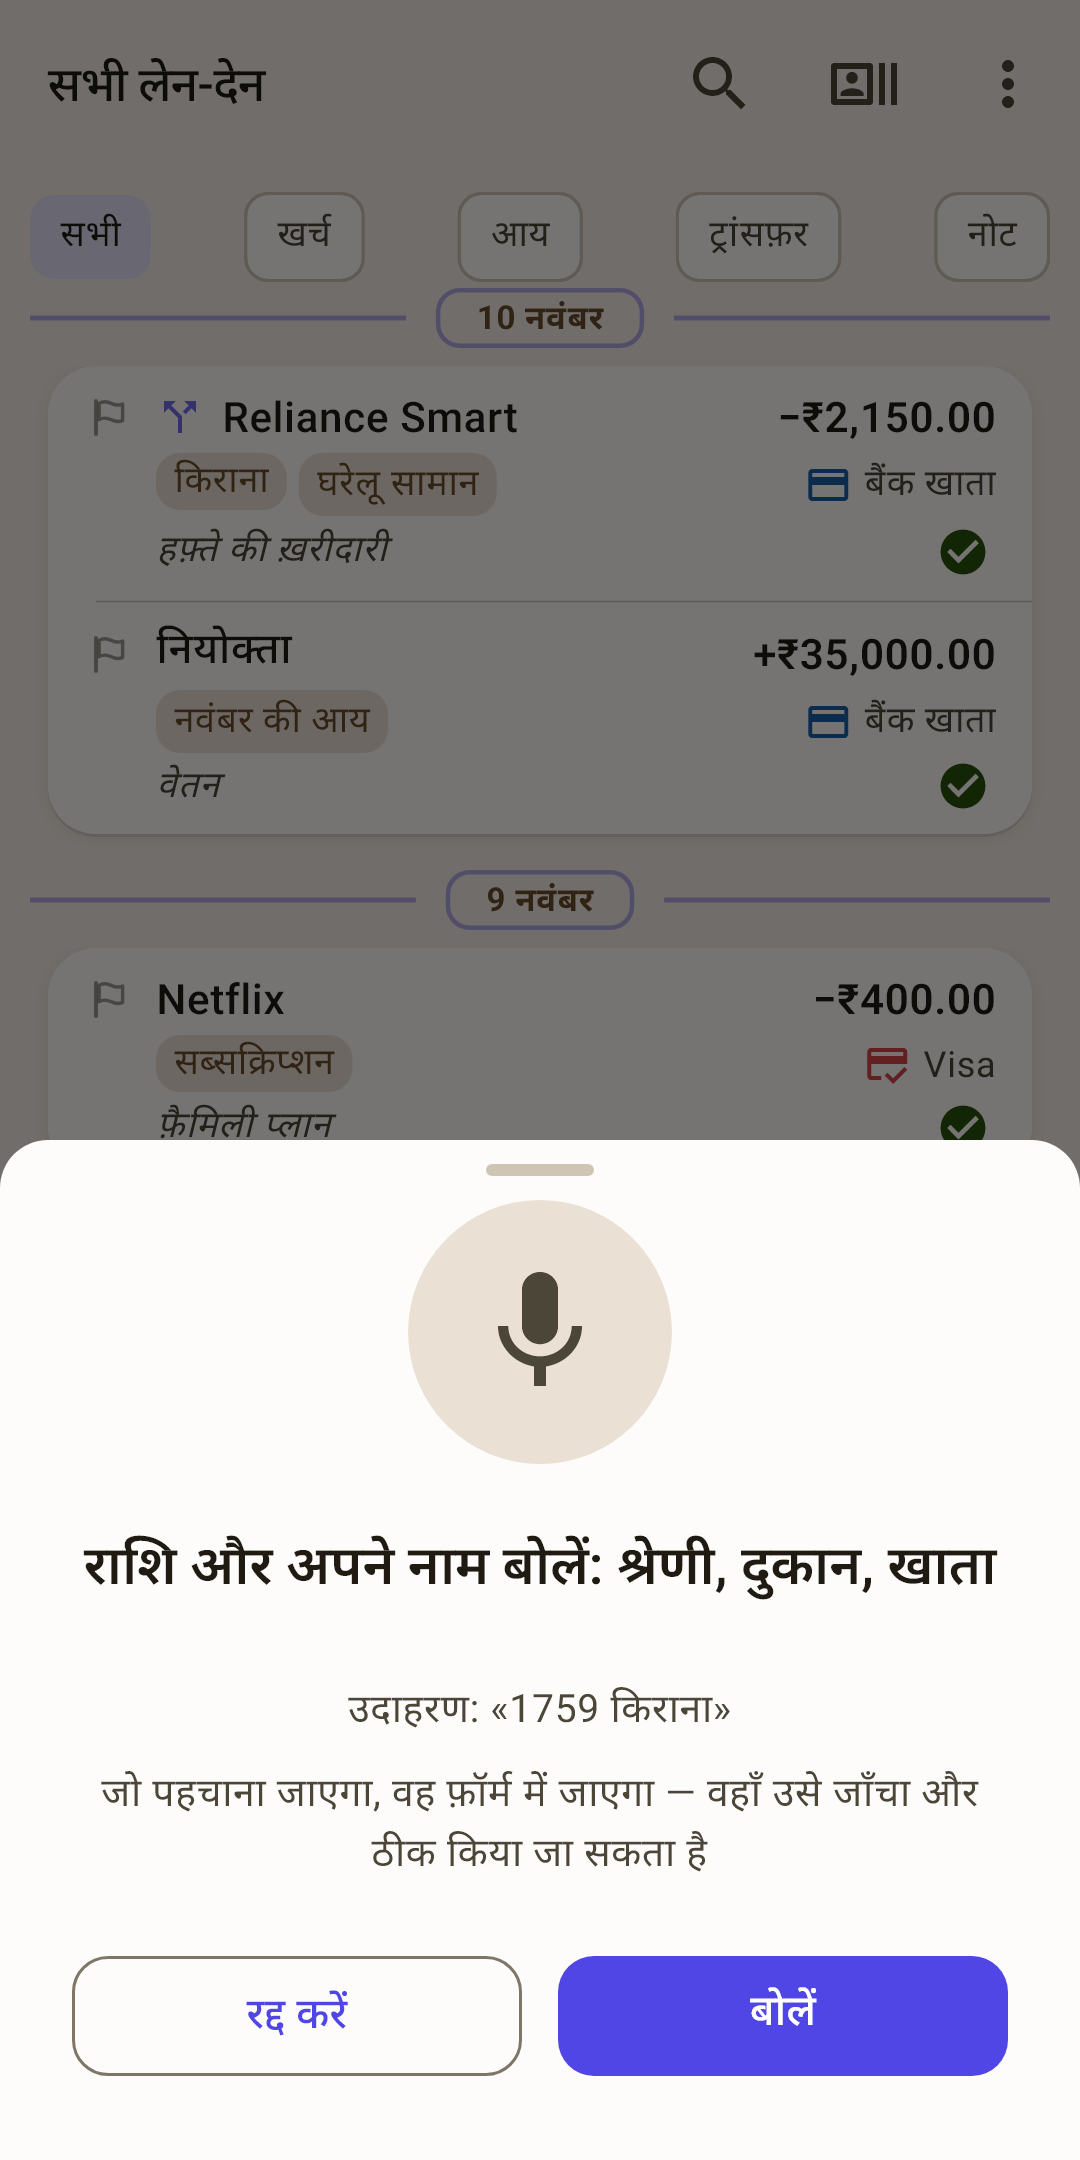 सभी लेन-देन
सभी
खर्च
आय
ट्रांसफ़र
नोट
10 नवंबर
Reliance Smart
−₹2,150.00
किराना
घरेलू सामान
बैंक खाता
हफ़्ते की ख़रीदारी
नियोक्ता
+₹35,000.00
नवंबर की आय
बैंक खाता
वेतन
9 नवंबर
Netflix
−₹400.00
सब्सक्रिप्शन
Visa
फ़ैमिली प्लान
राशि और अपने नाम बोलें: श्रेणी, दुकान, खाता
उदाहरण: «1759 किराना»
जो पहचाना जाएगा, वह फ़ॉर्म में जाएगा — वहाँ उसे जाँचा और
ठीक किया जा सकता है
रद्द करें
बोलें